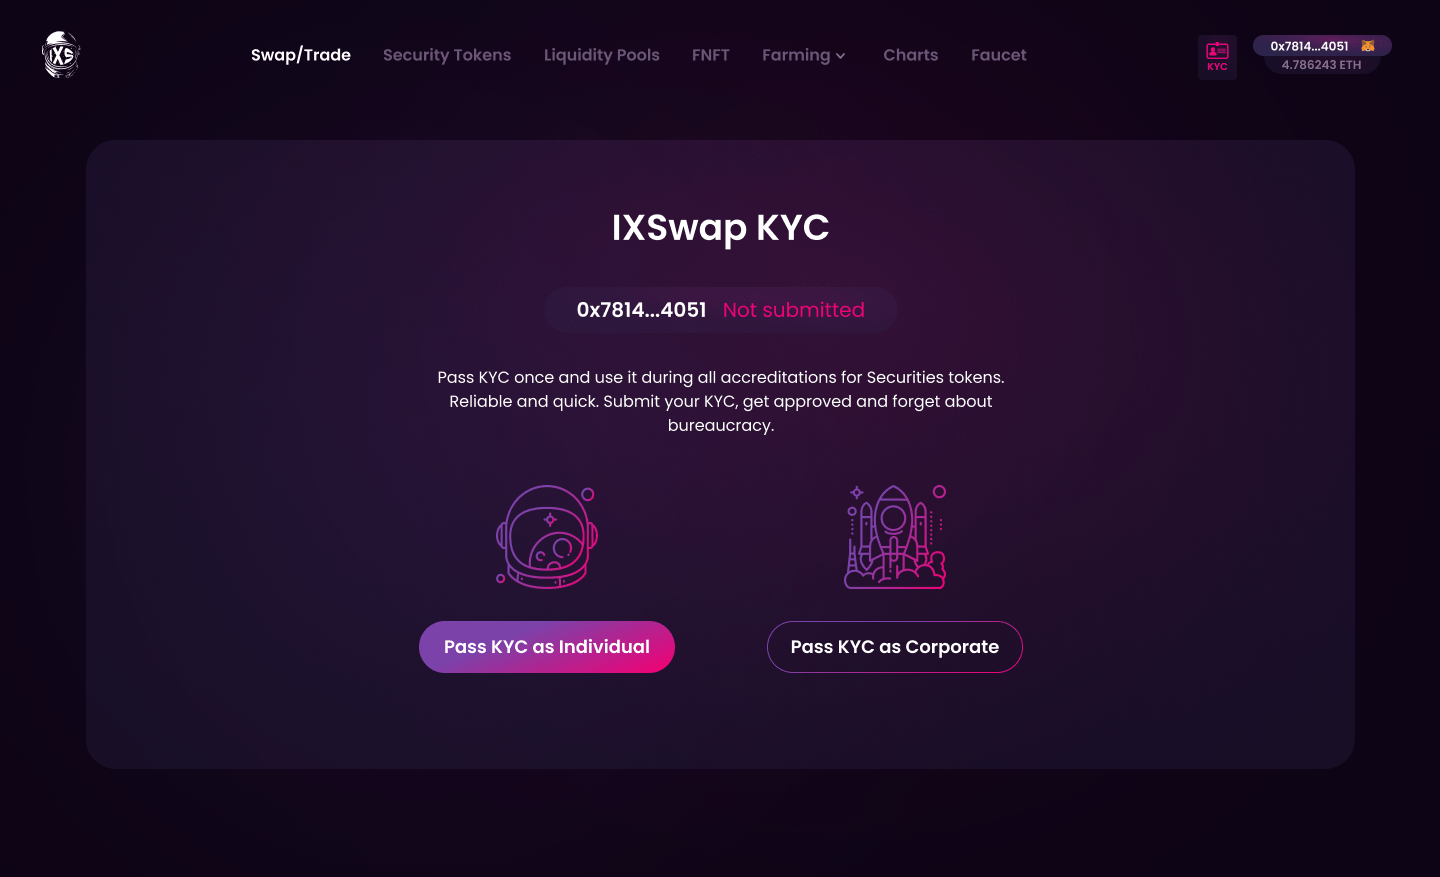 IXS
Swap/Trade
Security Tokens
Liquidity Pools
FNFT
Farming
Charts
Faucet
KYC
0x7814...4051
4.786243 ETH
IXSwap KYC
0x7814...4051 Not submitted
Pass KYC once and use it during all accreditations for Securities tokens.
Reliable and quick. Submit your KYC, get approved and forget about
bureaucracy.
Pass KYC as Individual
Pass KYC as Corporate